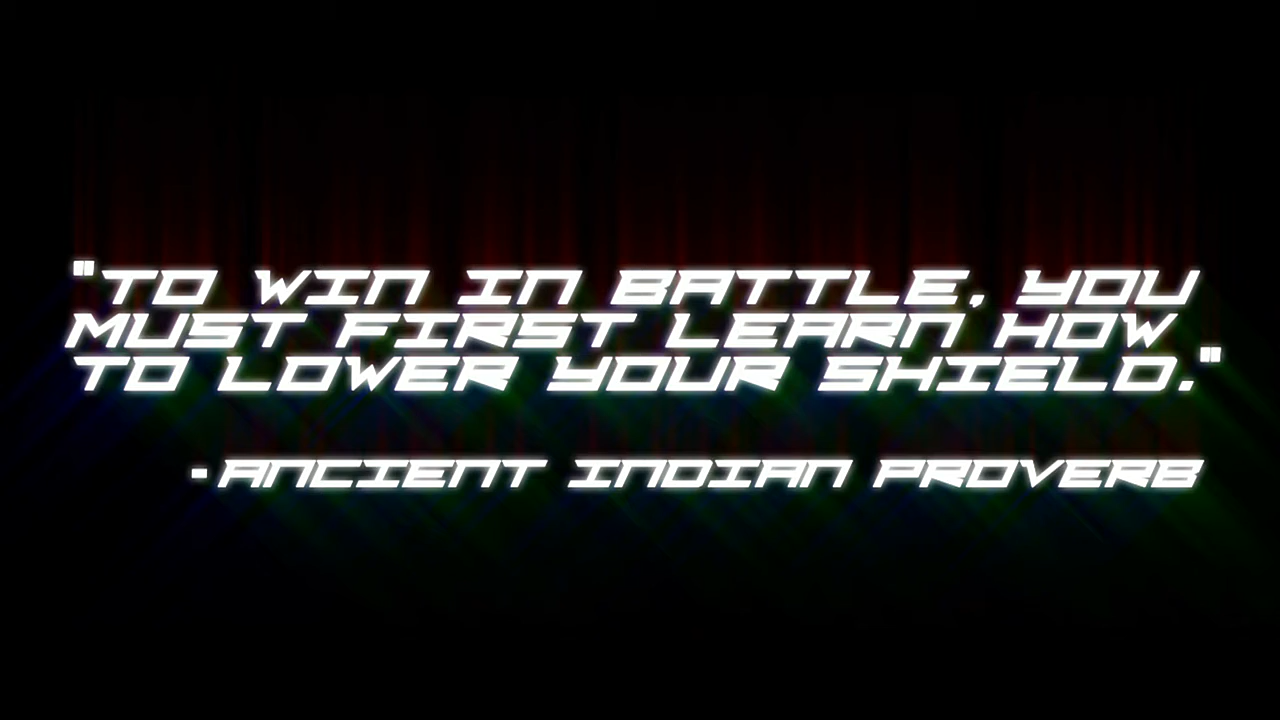 "TO WIN IN BATTLE, YOU
MUST FIRST LEARN HOW
TO LOWER YOUR SHIELD."
-ANCIENT INDIAN PROVERB